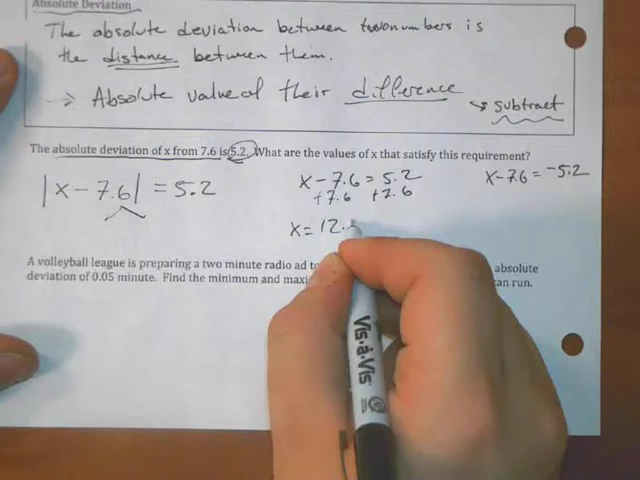 Absolute Deviation
The absolute deviation between two numbers is
the distance between them.
→ Absolute value of their difference
→ subtract
The absolute deviation of x from 7.6 is 5.2. What are the values of x that satisfy this requirement?
|x - 7.6| = 5.2
x - 7.6 = 5.2
+7.6 +7.6
x = 12.
x - 7.6 = -5.2
A volleyball league is preparing a two minute radio ad to absolute
deviation of 0.05 minute. Find the minimum and can run.
Vis-à-Vis